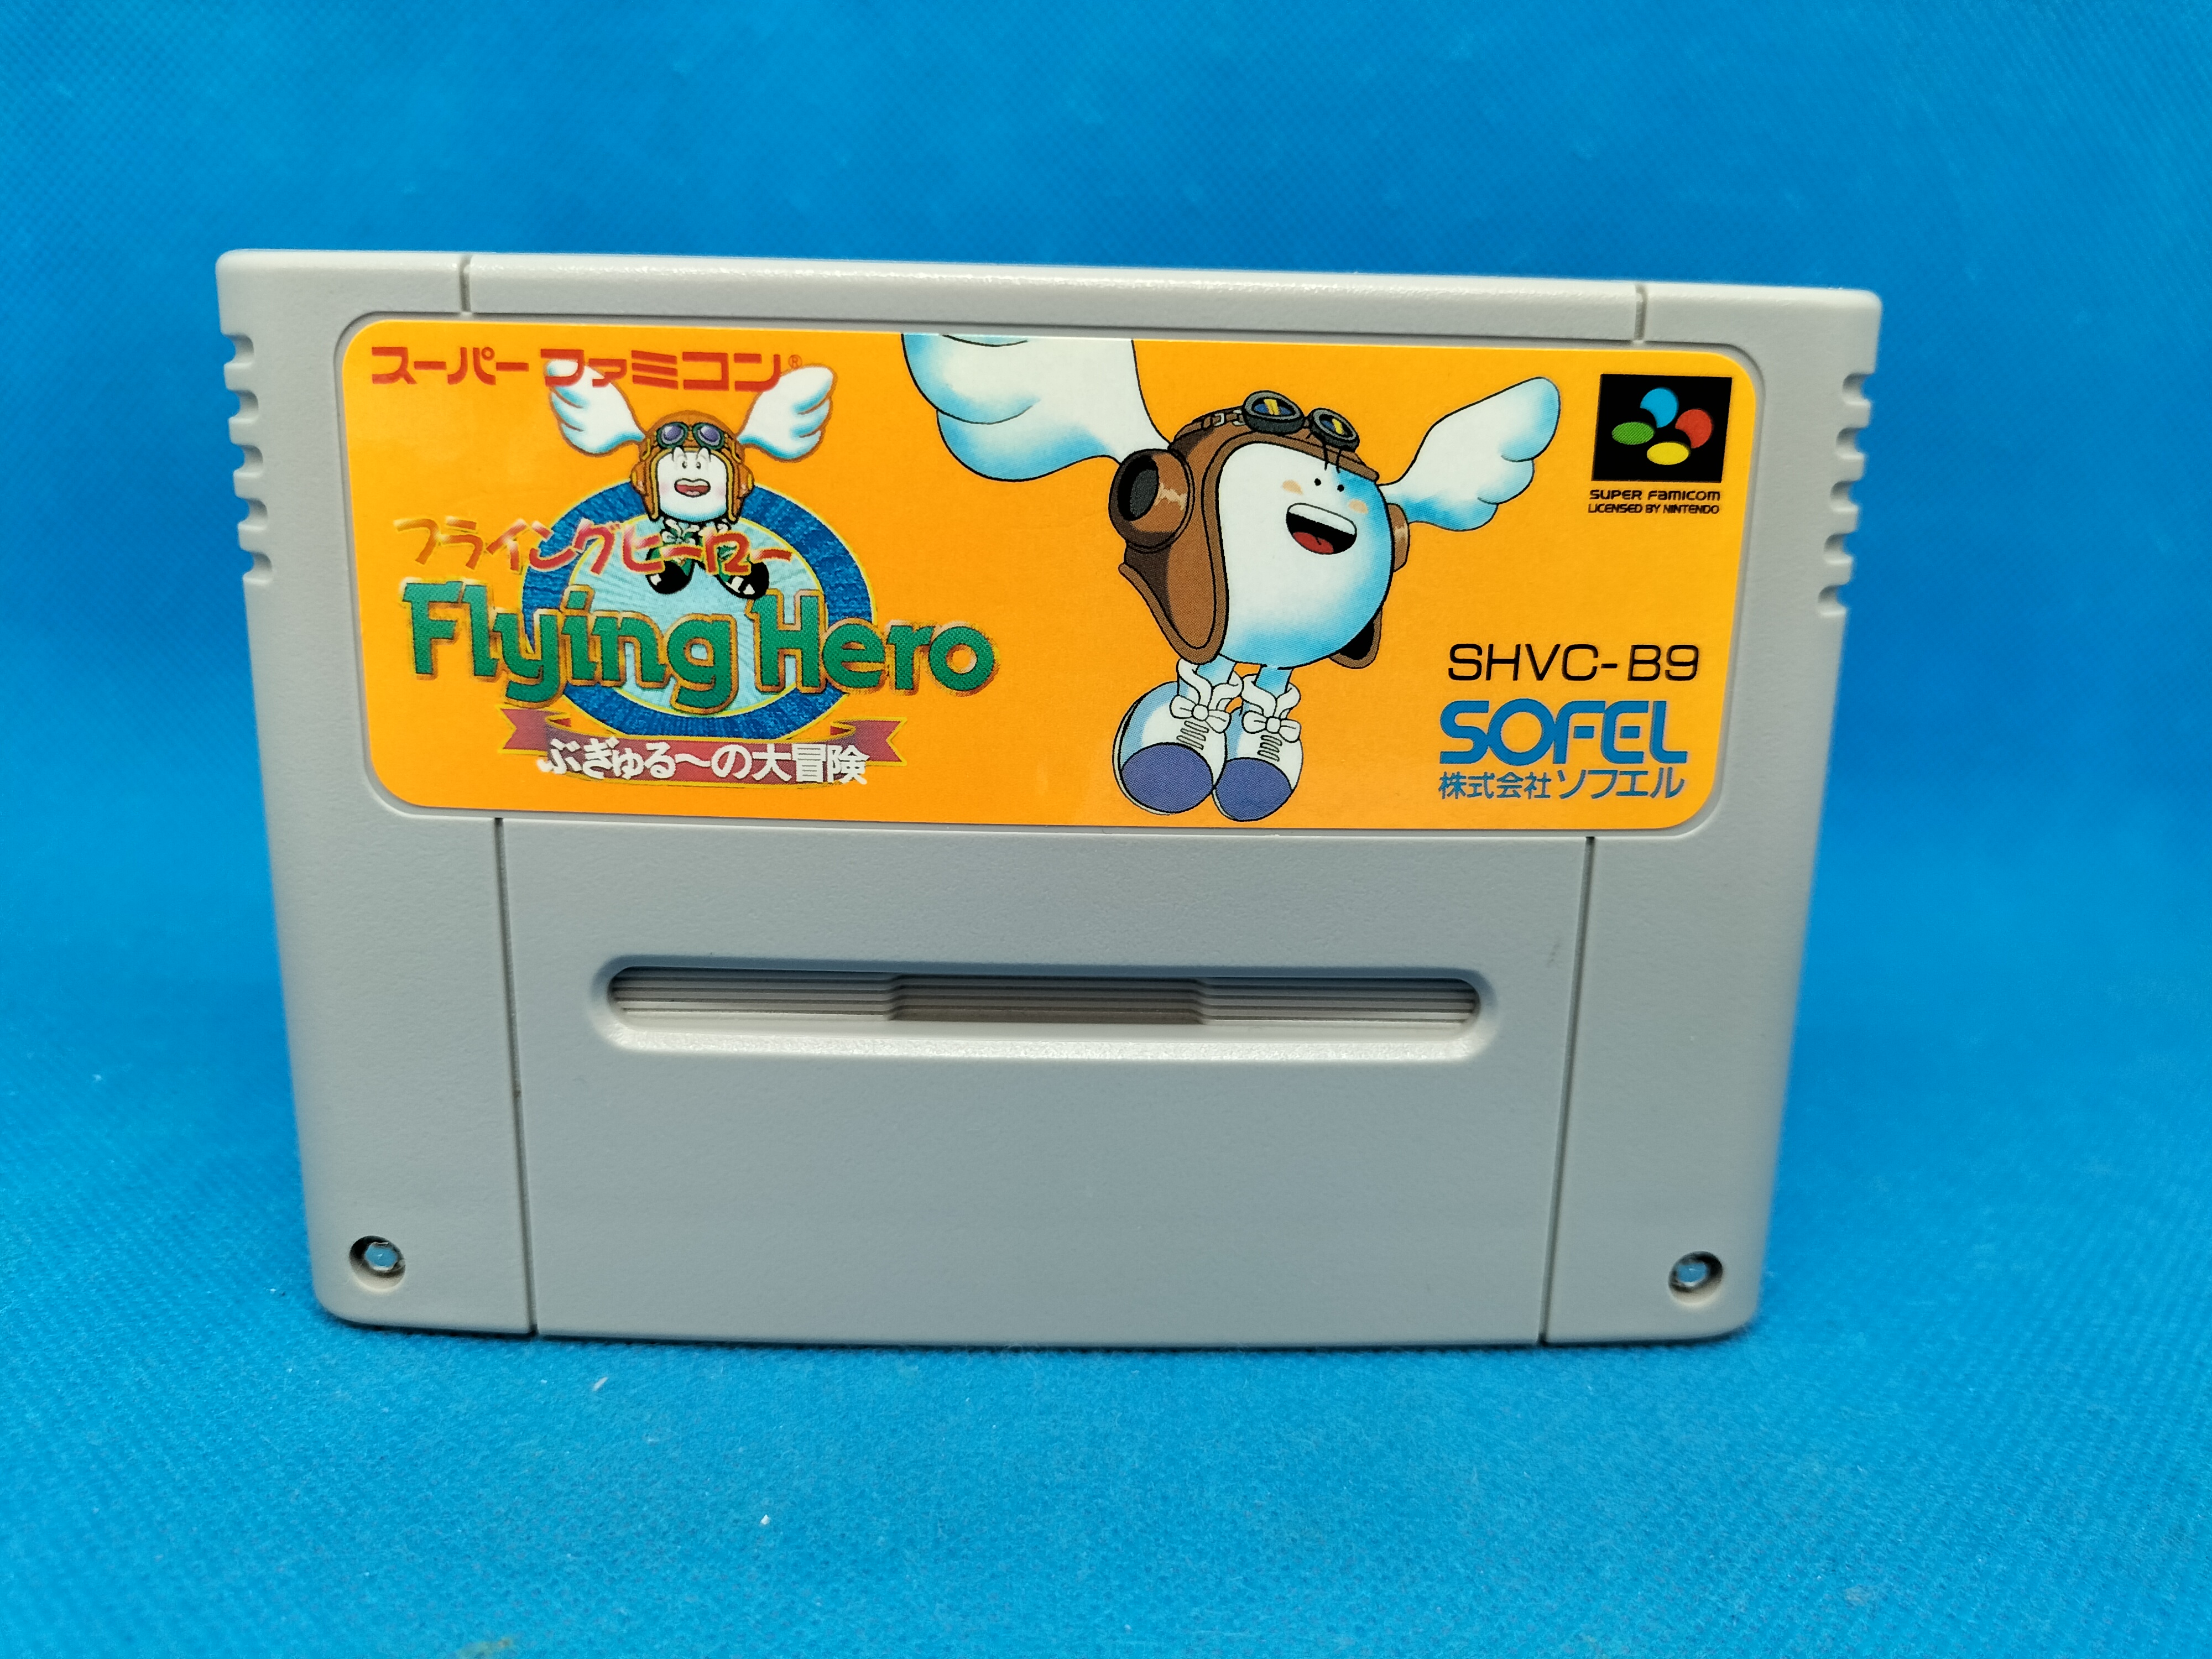 スーパーファミコン®
フライングヒーロー
Flying Hero
ぶぎゅる〜の大冒険
SUPER FAMICOM
LICENSED BY NINTENDO
SHVC-B9
SOFEL
株式会社ソフエル